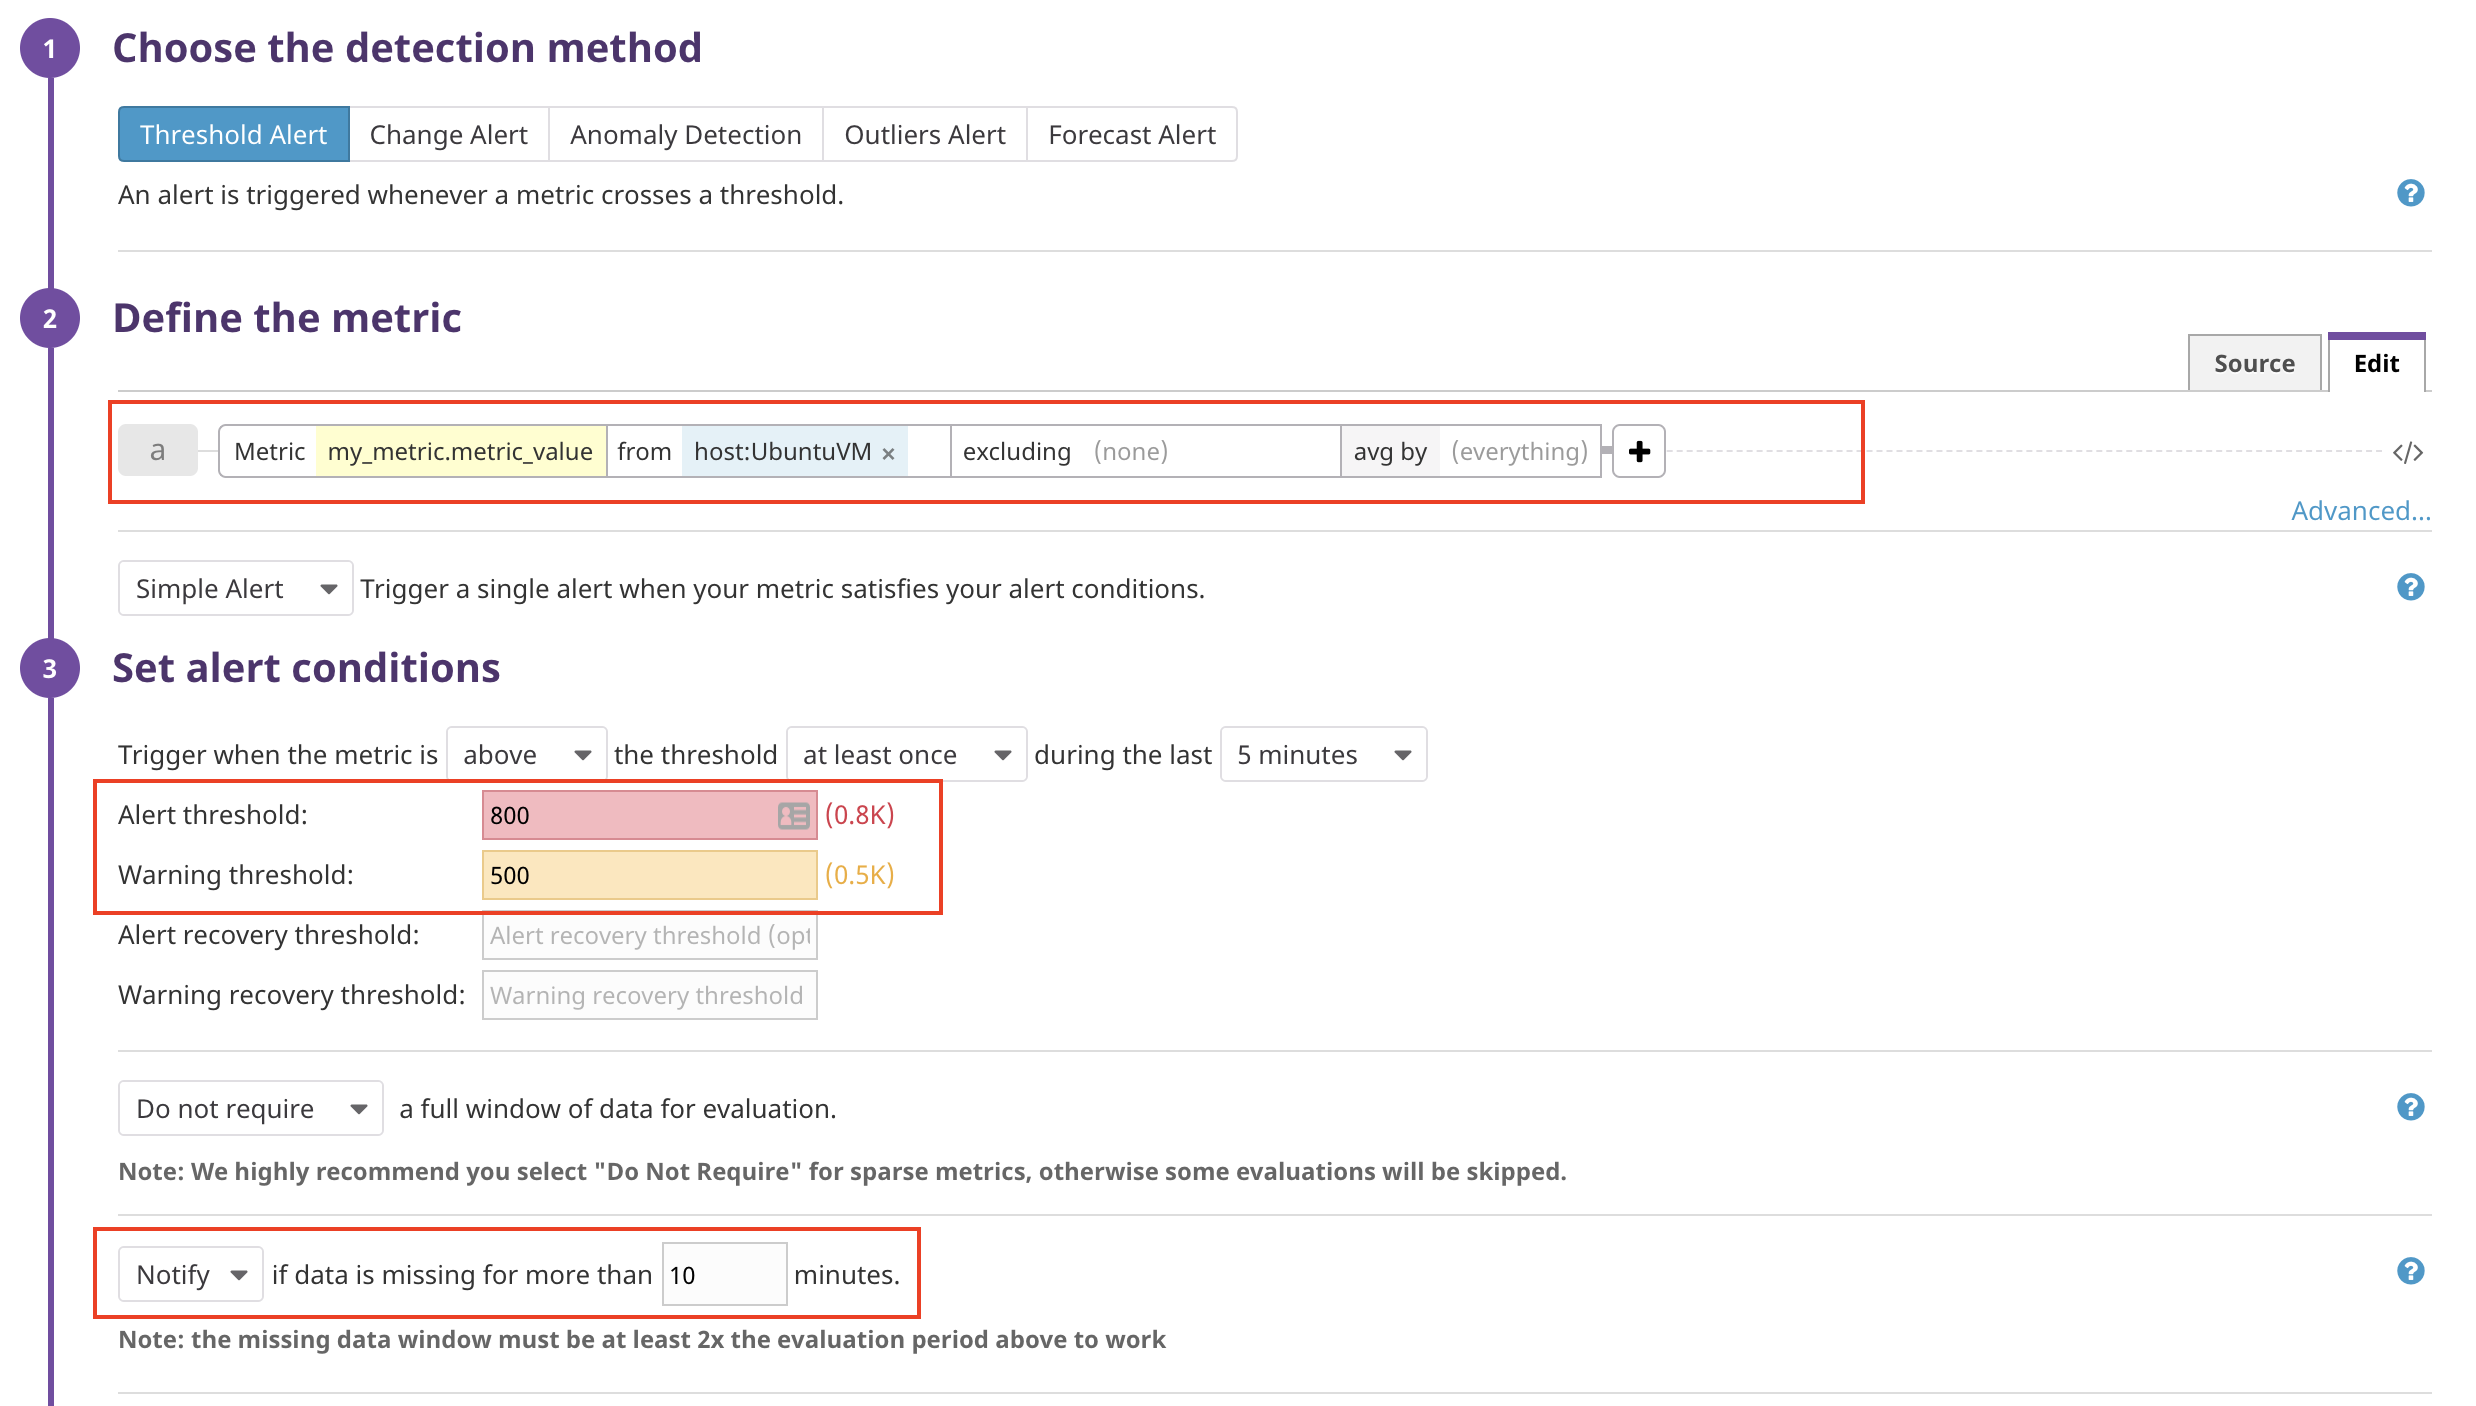 1 Choose the detection method
Threshold Alert Change Alert Anomaly Detection Outliers Alert Forecast Alert
An alert is triggered whenever a metric crosses a threshold. ?
2 Define the metric
Source Edit
a Metric my_metric.metric_value from host:UbuntuVM × excluding (none) avg by (everything) + </>
Advanced...
Simple Alert Trigger a single alert when your metric satisfies your alert conditions. ?
3 Set alert conditions
Trigger when the metric is above the threshold at least once during the last 5 minutes
Alert threshold: 800 (0.8K)
Warning threshold: 500 (0.5K)
Alert recovery threshold: Alert recovery threshold (opt
Warning recovery threshold: Warning recovery threshold
Do not require a full window of data for evaluation. ?
Note: We highly recommend you select "Do Not Require" for sparse metrics, otherwise some evaluations will be skipped.
Notify if data is missing for more than 10 minutes. ?
Note: the missing data window must be at least 2x the evaluation period above to work